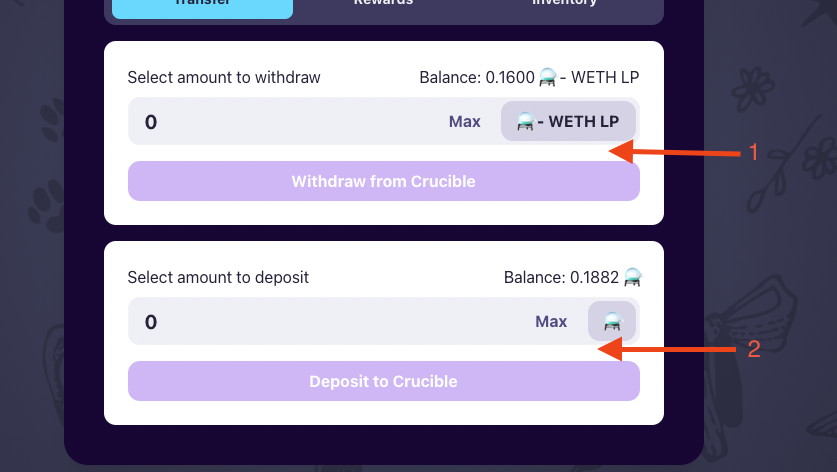 Transfer Rewards Inventory
Select amount to withdraw Balance: 0.1600 ⚗️- WETH LP
0 Max ⚗️- WETH LP
1
Withdraw from Crucible
Select amount to deposit Balance: 0.1882 ⚗️
0 Max ⚗️
2
Deposit to Crucible